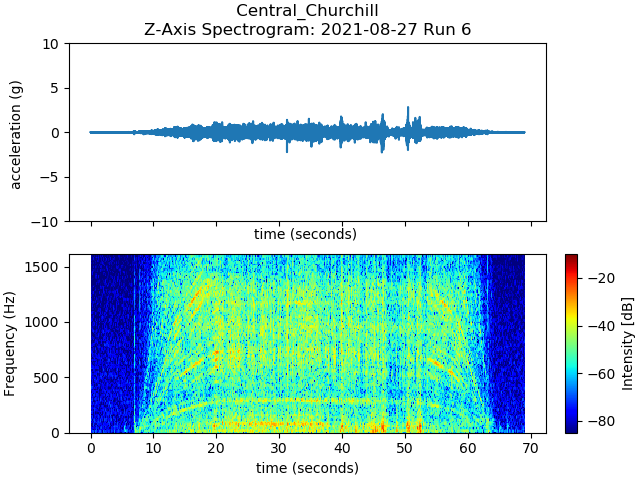 Central_Churchill
Z-Axis Spectrogram: 2021-08-27 Run 6
10
5
0
−5
−10
acceleration (g)
time (seconds)
1500
1000
500
0
Frequency (Hz)
0 10 20 30 40 50 60 70
time (seconds)
−20
−40
−60
−80
Intensity [dB]